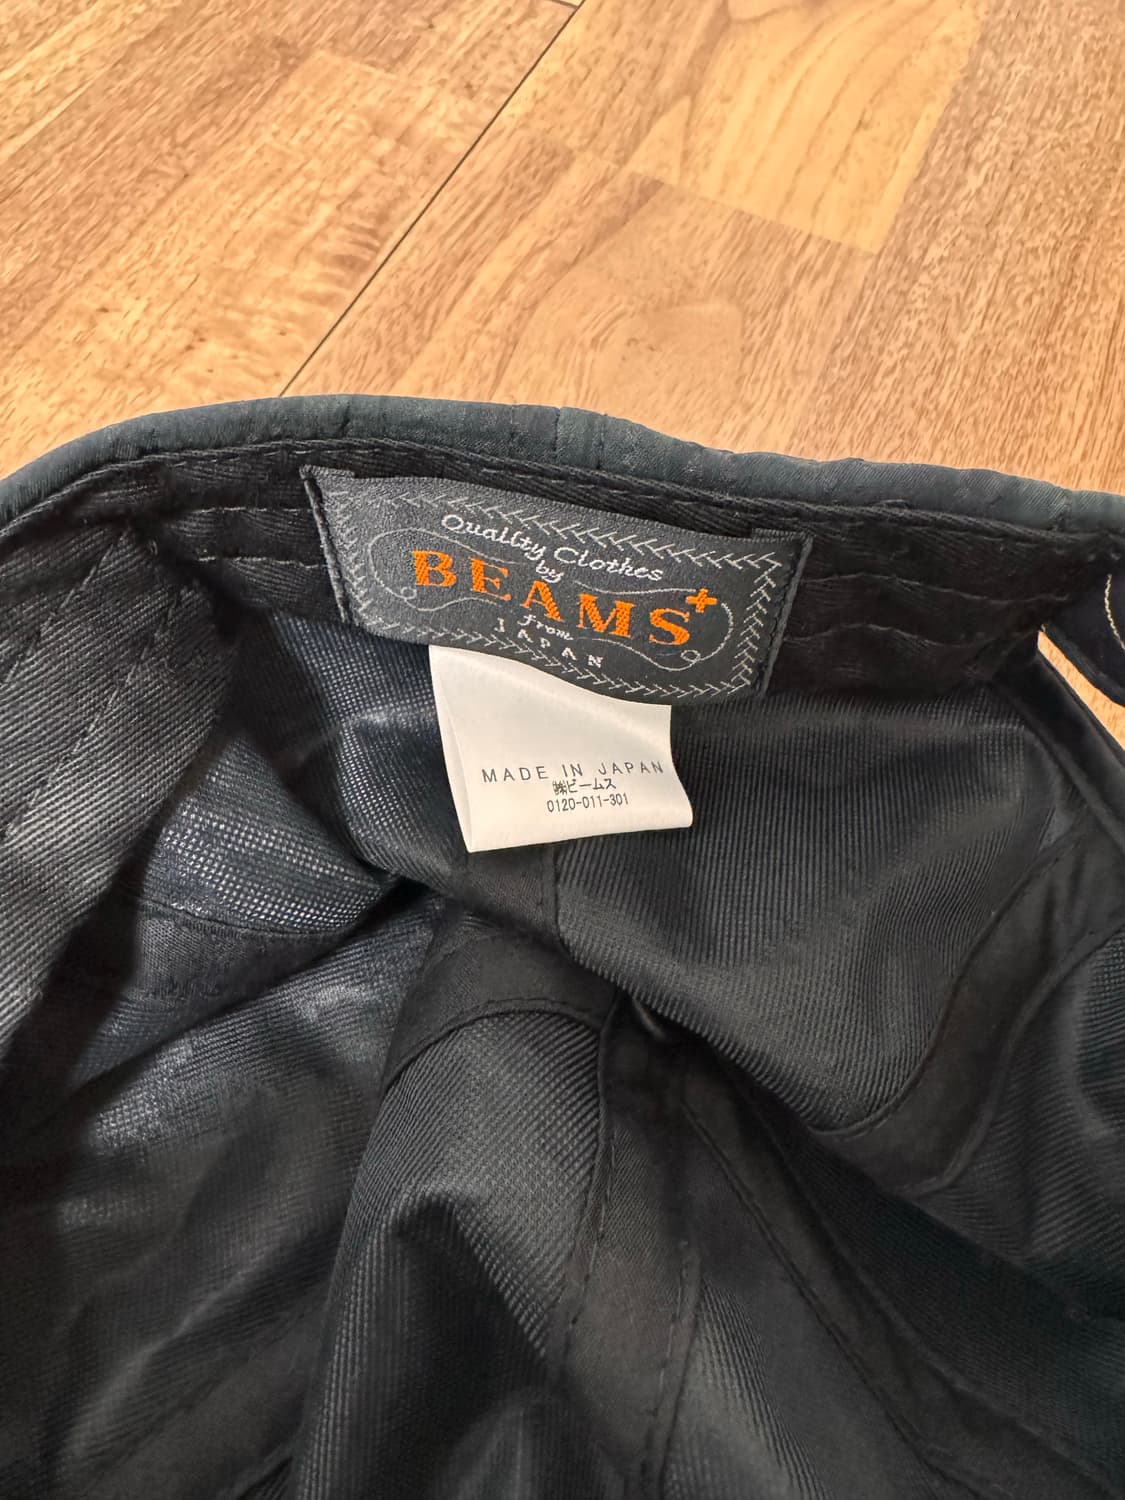 Quality Clothes
by
BEAMS+
from
JAPAN
MADE IN JAPAN
㈱ビームス
0120-011-301